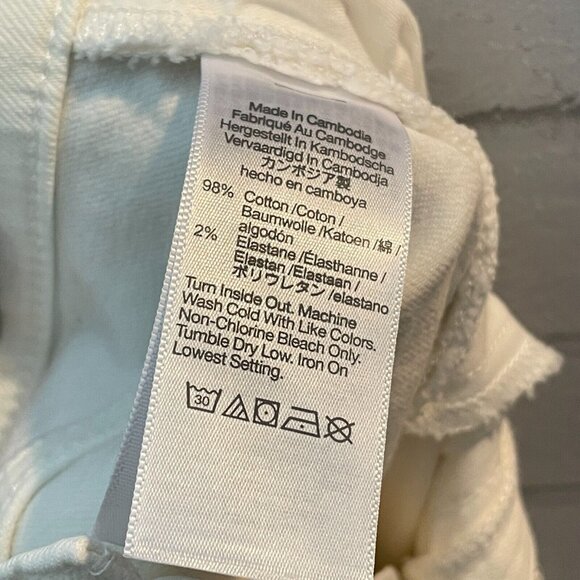 Made In Cambodia
Fabriqué Au Cambodge
Hergestellt In Kambodscha
Vervaardigd In Cambodja
カンボジア製
hecho en camboya
98% Cotton /Coton /
Baumwolle /Katoen /綿 /
algodón
2% Elastane /Élasthanne /
Elastan /Elastaan /
ポリウレタン /elastano
Turn Inside Out. Machine
Wash Cold With Like Colors.
Non-Chlorine Bleach Only.
Tumble Dry Low. Iron On
Lowest Setting.
30